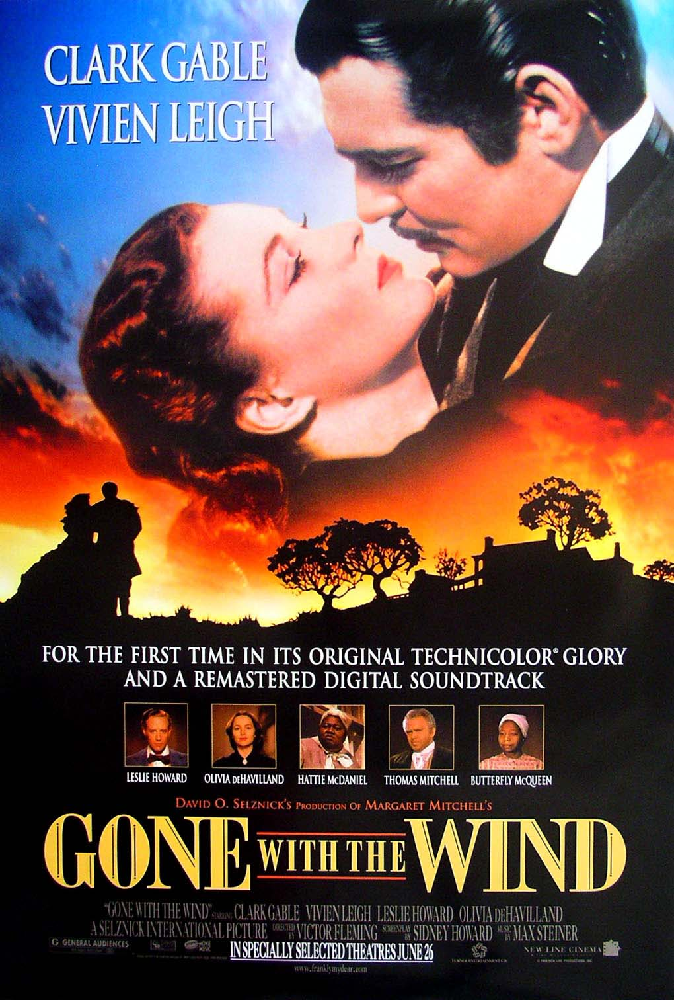 CLARK GABLE
VIVIEN LEIGH
FOR THE FIRST TIME IN ITS ORIGINAL TECHNICOLOR® GLORY
AND A REMASTERED DIGITAL SOUNDTRACK
LESLIE HOWARD
OLIVIA DEHAVILLAND
HATTIE MCDANIEL
THOMAS MITCHELL
BUTTERFLY MCQUEEN
DAVID O. SELZNICK'S PRODUCTION OF MARGARET MITCHELL'S
GONE WITH THE WIND
"GONE WITH THE WIND" STARRING CLARK GABLE VIVIEN LEIGH LESLIE HOWARD OLIVIA DEHAVILLAND
A SELZNICK INTERNATIONAL PICTURE DIRECTED BY VICTOR FLEMING SCREENPLAY BY SIDNEY HOWARD MUSIC BY MAX STEINER
G GENERAL AUDIENCES
IN SPECIALLY SELECTED THEATRES JUNE 26
TURNER ENTERTAINMENT CO.
NEW LINE CINEMA
www.franklymydear.com